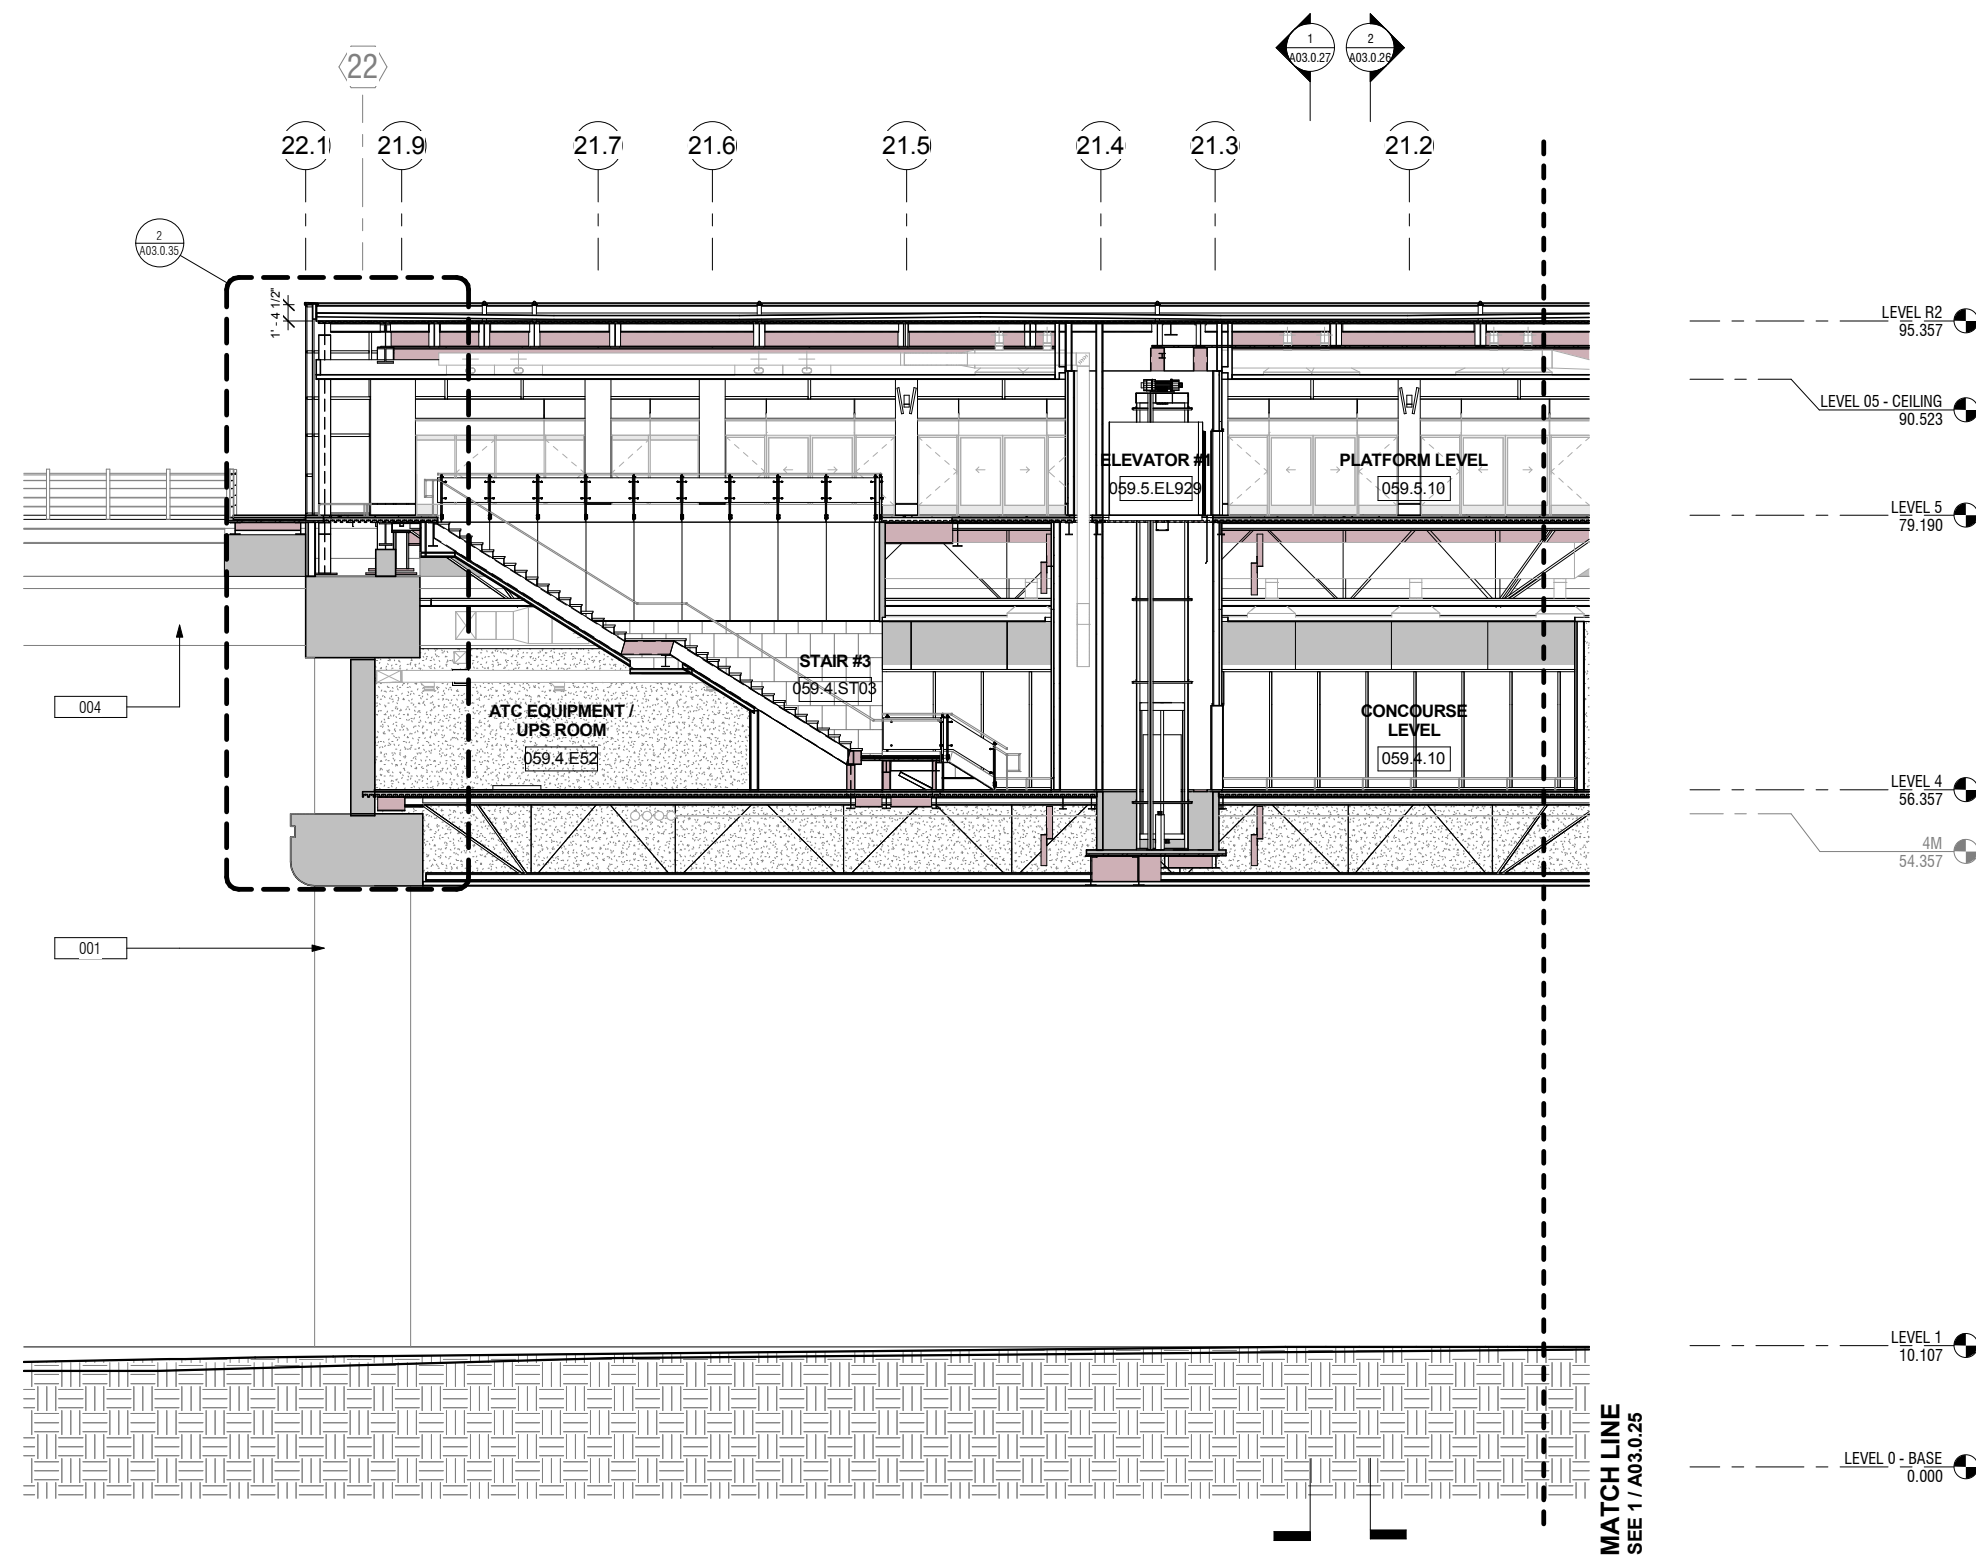 1
A03.0.27
2
A03.0.26
22
22.1
21.9
21.7
21.6
21.5
21.4
21.3
21.2
2
A03.0.35
1' - 4 1/2"
LEVEL R2
95.357
LEVEL 05 - CEILING
90.523
ELEVATOR #1
059.5.EL929
PLATFORM LEVEL
059.5.10
LEVEL 5
79.190
004
STAIR #3
059.4.ST03
ATC EQUIPMENT /
UPS ROOM
059.4.E52
CONCOURSE
LEVEL
059.4.10
LEVEL 4
56.357
4M
54.357
001
LEVEL 1
10.107
LEVEL 0 - BASE
0.000
MATCH LINE
SEE 1 / A03.0.25